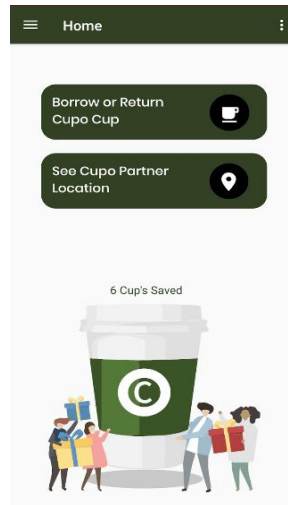 Home
Borrow or Return
Cupo Cup
See Cupo Partner
Location
6 Cup's Saved
C